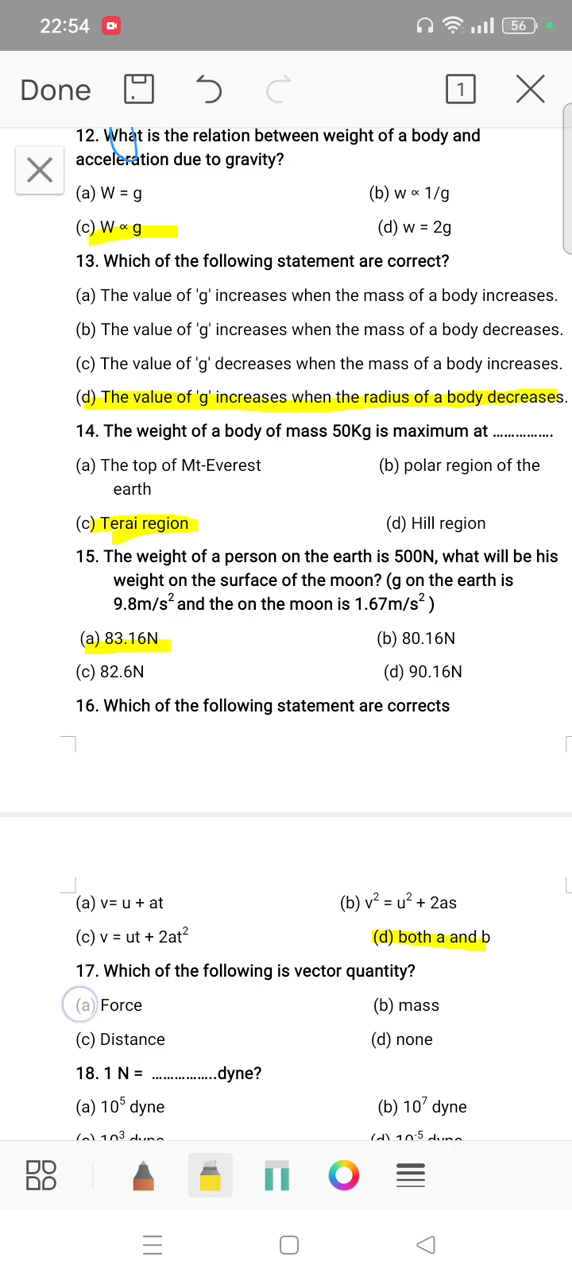 22:54
56
Done
1
12. What is the relation between weight of a body and
acceleration due to gravity?
(a) W = g
(b) w ∝ 1/g
(c) W ∝ g
(d) w = 2g
13. Which of the following statement are correct?
(a) The value of 'g' increases when the mass of a body increases.
(b) The value of 'g' increases when the mass of a body decreases.
(c) The value of 'g' decreases when the mass of a body increases.
(d) The value of 'g' increases when the radius of a body decreases.
14. The weight of a body of mass 50Kg is maximum at ……………
(a) The top of Mt-Everest
earth
(b) polar region of the
(c) Terai region
(d) Hill region
15. The weight of a person on the earth is 500N, what will be his
weight on the surface of the moon? (g on the earth is
9.8m/s² and the on the moon is 1.67m/s² )
(a) 83.16N
(b) 80.16N
(c) 82.6N
(d) 90.16N
16. Which of the following statement are corrects
(a) v= u + at
(b) v² = u² + 2as
(c) v = ut + 2at²
(d) both a and b
17. Which of the following is vector quantity?
(a) Force
(b) mass
(c) Distance
(d) none
18. 1 N = ……………..dyne?
(a) 10⁵ dyne
(b) 10⁷ dyne
(c) 10³ dyne
(d) 10⁻⁵ dyne